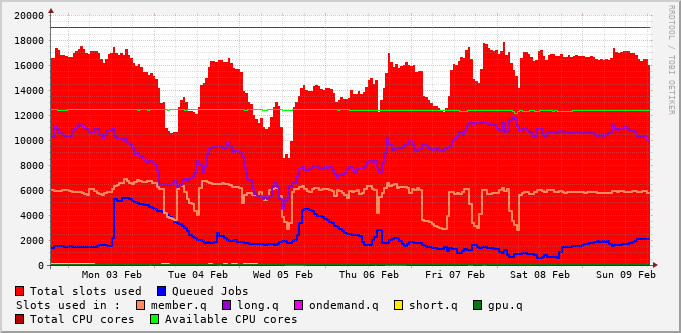 20000
18000
16000
14000
12000
10000
8000
6000
4000
2000
0
Mon 03 Feb Tue 04 Feb Wed 05 Feb Thu 06 Feb Fri 07 Feb Sat 08 Feb Sun 09 Feb
Total slots used Queued Jobs
Slots used in : member.q long.q ondemand.q short.q gpu.q
Total CPU cores Available CPU cores
RRDTOOL / TOBI OETIKER